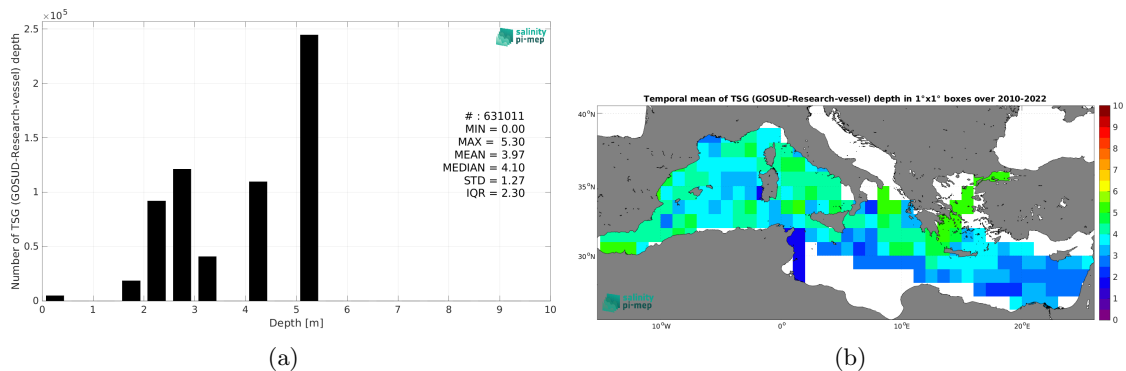 ×10^5
2.5
2
1.5
1
0.5
0
Number of TSG (GOSUD-Research-vessel) depth
0 1 2 3 4 5 6 7 8 9 10
Depth [m]
salinity
pi-mep
# : 631011
MIN = 0.00
MAX = 5.30
MEAN = 3.97
MEDIAN = 4.10
STD = 1.27
IQR = 2.30
(a)
Temporal mean of TSG (GOSUD-Research-vessel) depth in 1°x1° boxes over 2010-2022
40°N
35°N
30°N
10°W 0° 10°E 20°E
salinity
pi-mep
10
9
8
7
6
5
4
3
2
1
0
(b)